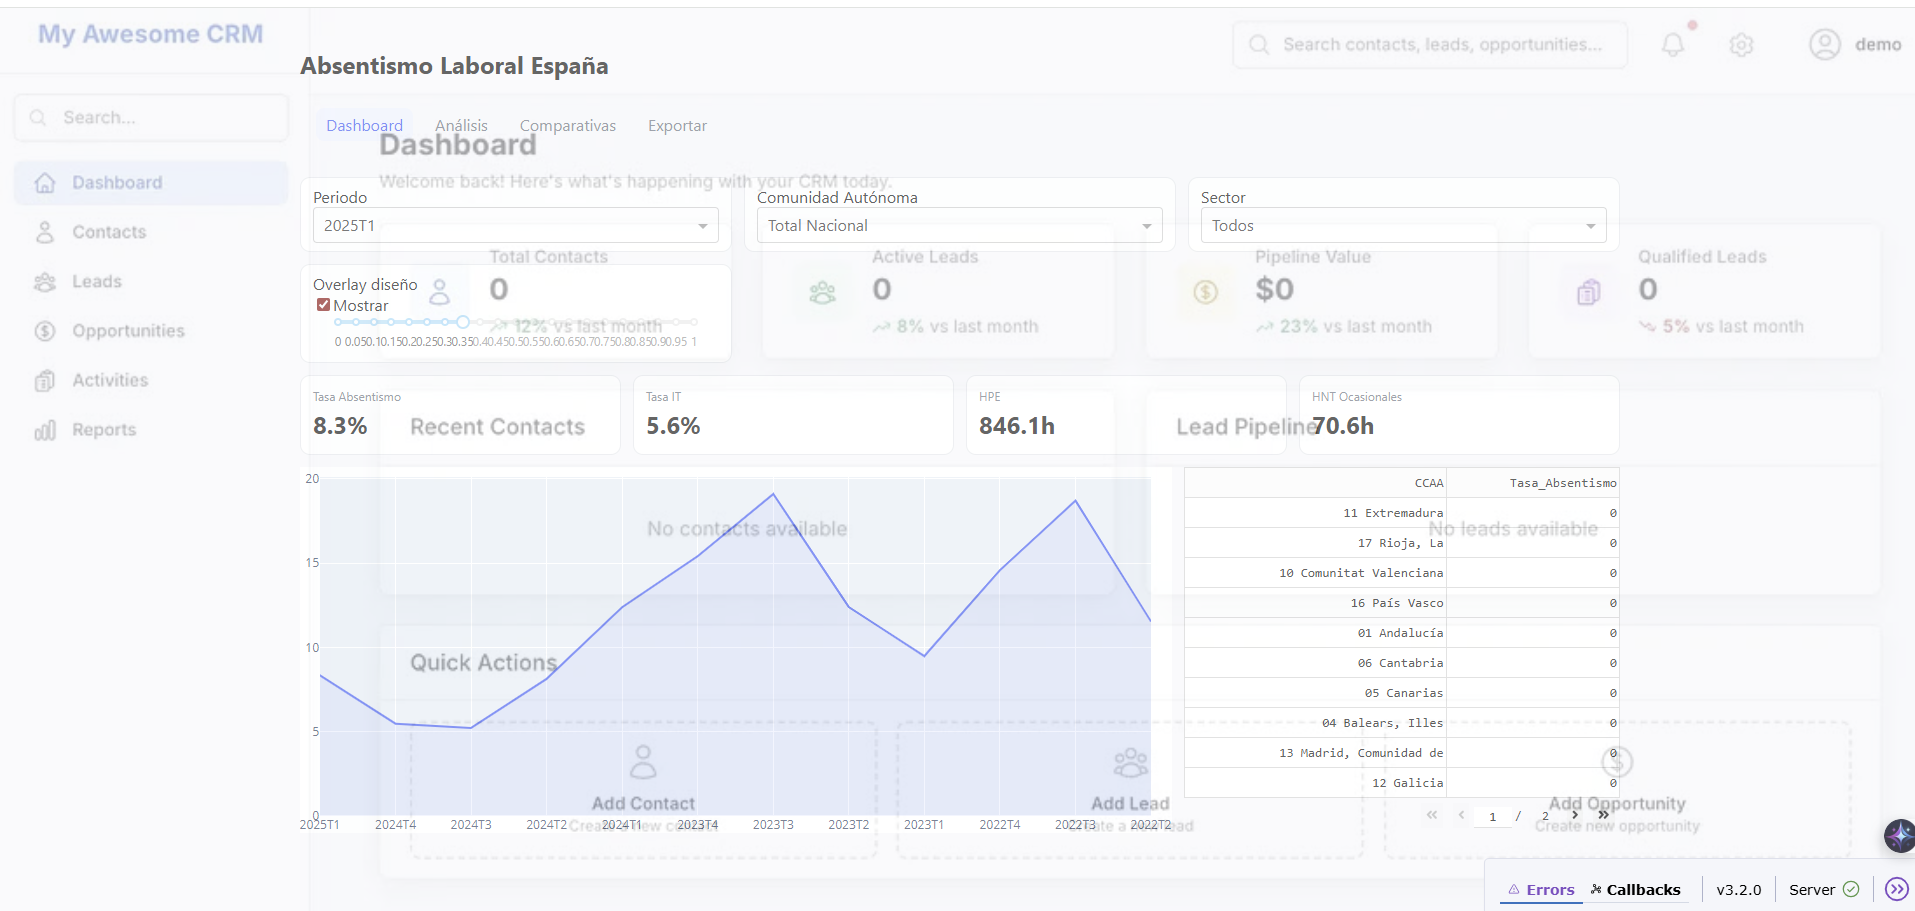 My Awesome CRM
Search contacts, leads, opportunities...
demo
Absentismo Laboral España
Search...
Dashboard
Análisis
Comparativas
Exportar
Dashboard
Welcome back! Here's what's happening with your CRM today.
Dashboard
Contacts
Leads
Opportunities
Activities
Reports
Periodo
2025T1
Comunidad Autónoma
Total Nacional
Sector
Todos
Overlay diseño
Mostrar
0 0.050.10.150.20.250.30.350.40.450.50.550.60.650.70.750.80.850.90.95 1
Total Contacts
0
12% vs last month
Active Leads
0
8% vs last month
Pipeline Value
$0
23% vs last month
Qualified Leads
0
5% vs last month
Tasa Absentismo
8.3%
Tasa IT
5.6%
HPE
846.1h
HNT Ocasionales
70.6h
Recent Contacts
No contacts available
Lead Pipeline
No leads available
20
15
10
5
0
2025T1
2024T4
2024T3
2024T2
2024T1
2023T4
2023T3
2023T2
2023T1
2022T4
2022T3
2022T2
CCAA Tasa_Absentismo
11 Extremadura 0
17 Rioja, La 0
10 Comunitat Valenciana 0
16 País Vasco 0
01 Andalucía 0
06 Cantabria 0
05 Canarias 0
04 Balears, Illes 0
13 Madrid, Comunidad de 0
12 Galicia 0
« ‹ 1 / 2 › »
Quick Actions
Add Contact
Create a new contact
Add Lead
Create a new lead
Add Opportunity
Create new opportunity
Errors
Callbacks
v3.2.0
Server